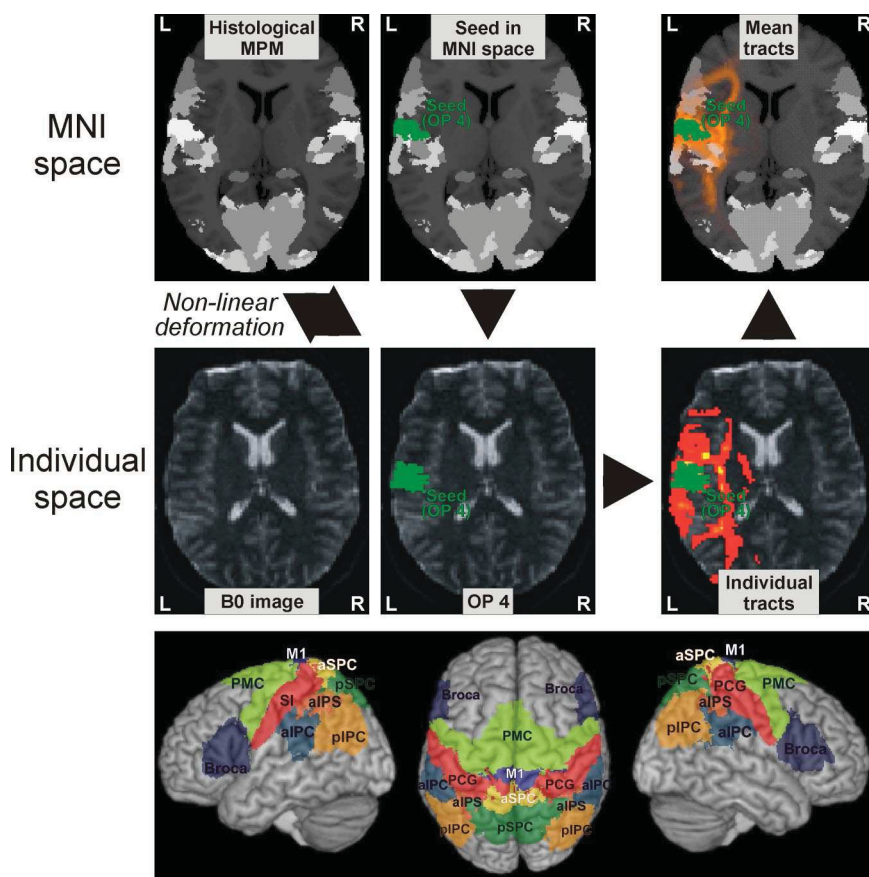 L
Histological
MPM
R
L
Seed in
MNI space
R
Seed
(OP 4)
L
Mean
tracts
R
Seed
(OP 4)
MNI
space
Non-linear
deformation
Individual
space
Seed
(OP 4)
Seed
(OP 4)
L
B0 image
R
L
OP 4
R
L
Individual
tracts
R
M1
aSPC
PMC
pSPC
SI
aIPS
aIPC
pIPC
Broca
Broca
Broca
PMC
M1
aIPC
PCG
PCG
aIPC
aIPS
aSPC
aIPS
pIPC
pSPC
pIPC
M1
aSPC
pSPC
PCG
PMC
aIPS
pIPC
aIPC
Broca